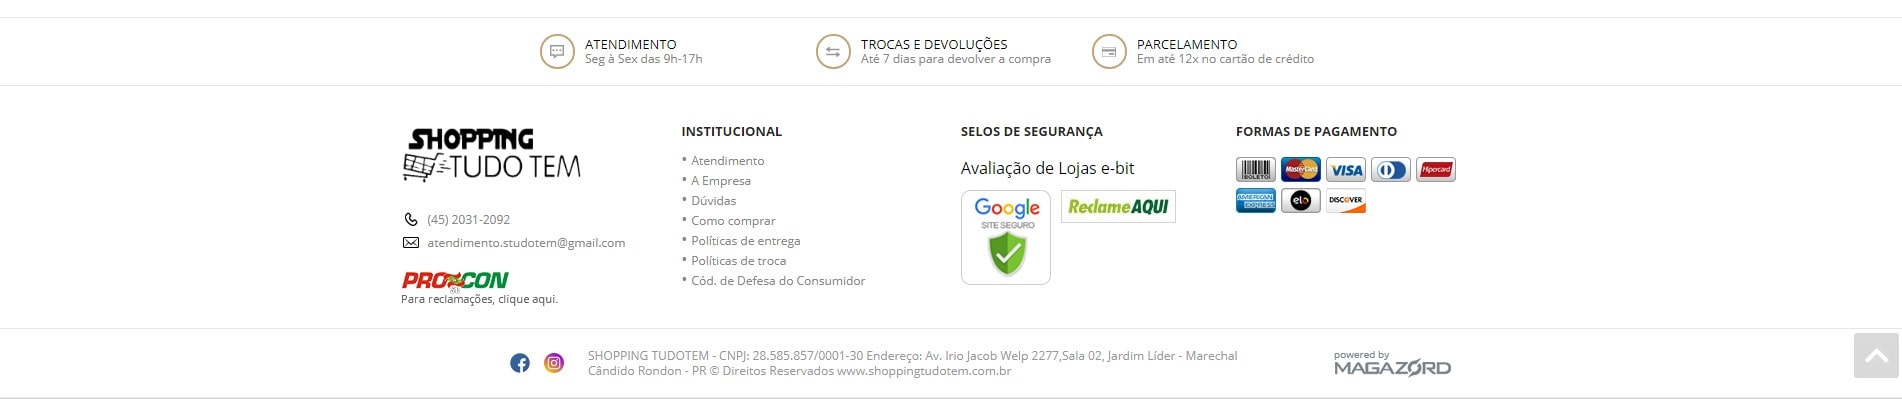 ATENDIMENTO
Seg à Sex das 9h-17h
TROCAS E DEVOLUÇÕES
Até 7 dias para devolver a compra
PARCELAMENTO
Em até 12x no cartão de crédito
SHOPPING
TUDO TEM
(45) 2031-2092
atendimento.studotem@gmail.com
PROCON
Para reclamações, clique aqui.
INSTITUCIONAL
• Atendimento
• A Empresa
• Dúvidas
• Como comprar
• Políticas de entrega
• Políticas de troca
• Cód. de Defesa do Consumidor
SELOS DE SEGURANÇA
Avaliação de Lojas e-bit
Google
SITE SEGURO
ReclameAQUI
FORMAS DE PAGAMENTO
BOLETO
MasterCard
VISA
Hipercard
AMERICAN EXPRESS
elo
DISCOVER
SHOPPING TUDOTEM - CNPJ: 28.585.857/0001-30 Endereço: Av. Irio Jacob Welp 2277,Sala 02, Jardim Líder - Marechal
Cândido Rondon - PR © Direitos Reservados www.shoppingtudotem.com.br
powered by
MAGAZORD